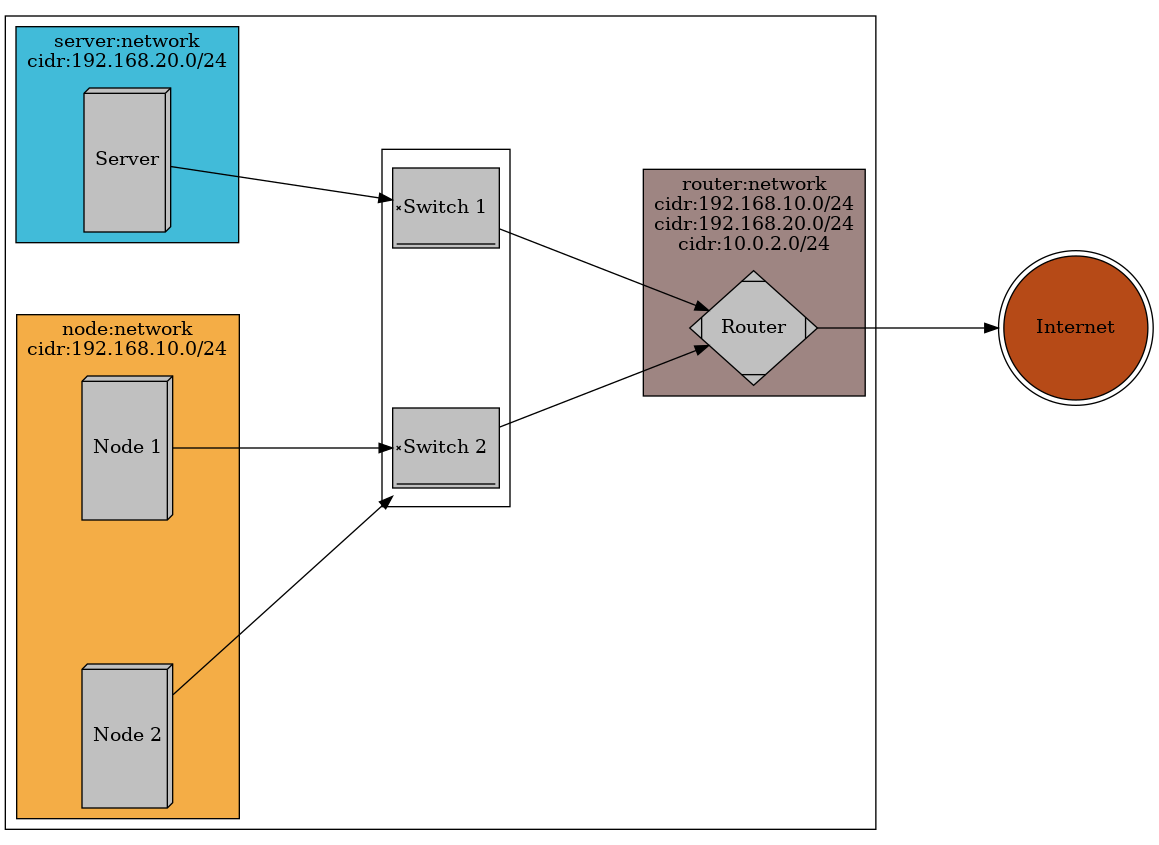 server:network
cidr:192.168.20.0/24
Server
node:network
cidr:192.168.10.0/24
Node 1
Node 2
Switch 1
Switch 2
router:network
cidr:192.168.10.0/24
cidr:192.168.20.0/24
cidr:10.0.2.0/24
Router
Internet